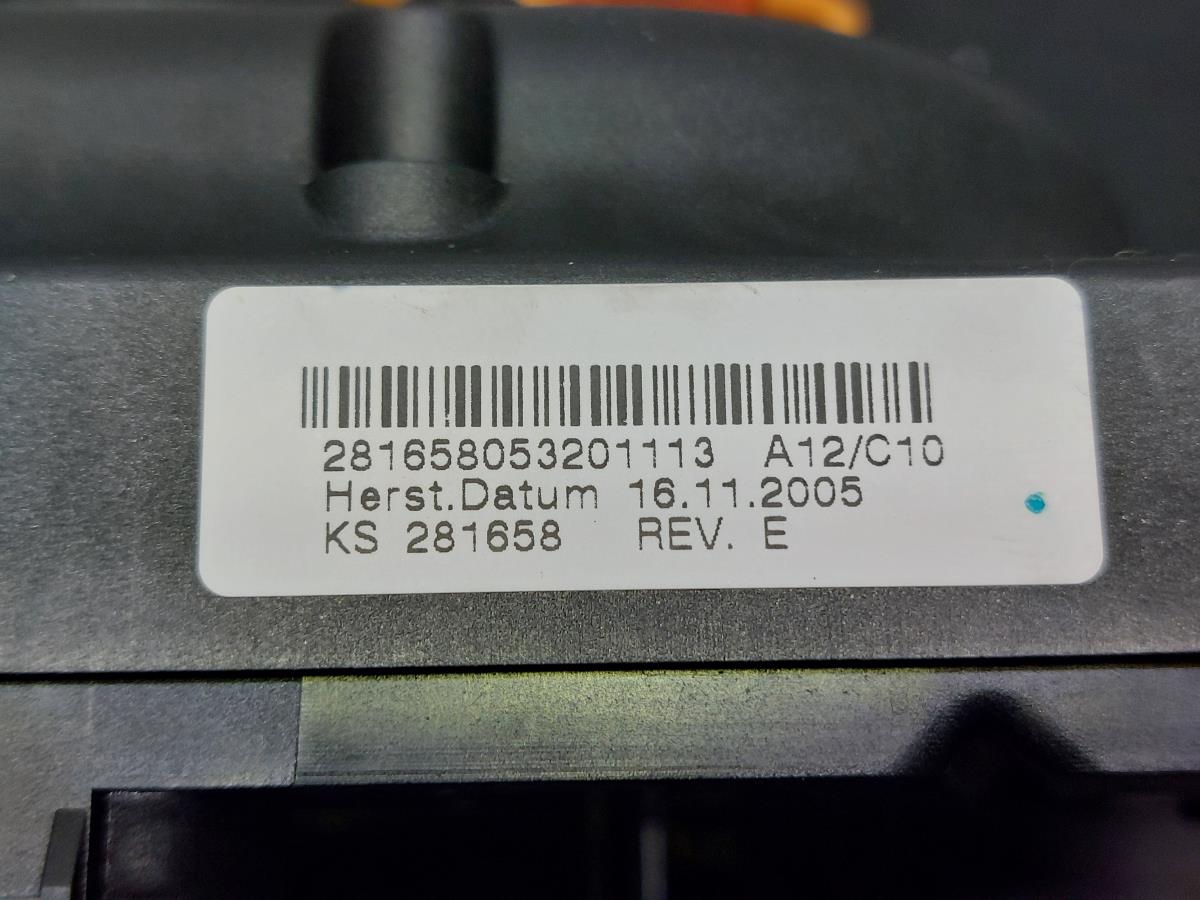 281658053201113 A12/C10
Herst.Datum 16.11.2005
KS 281658 REV. E